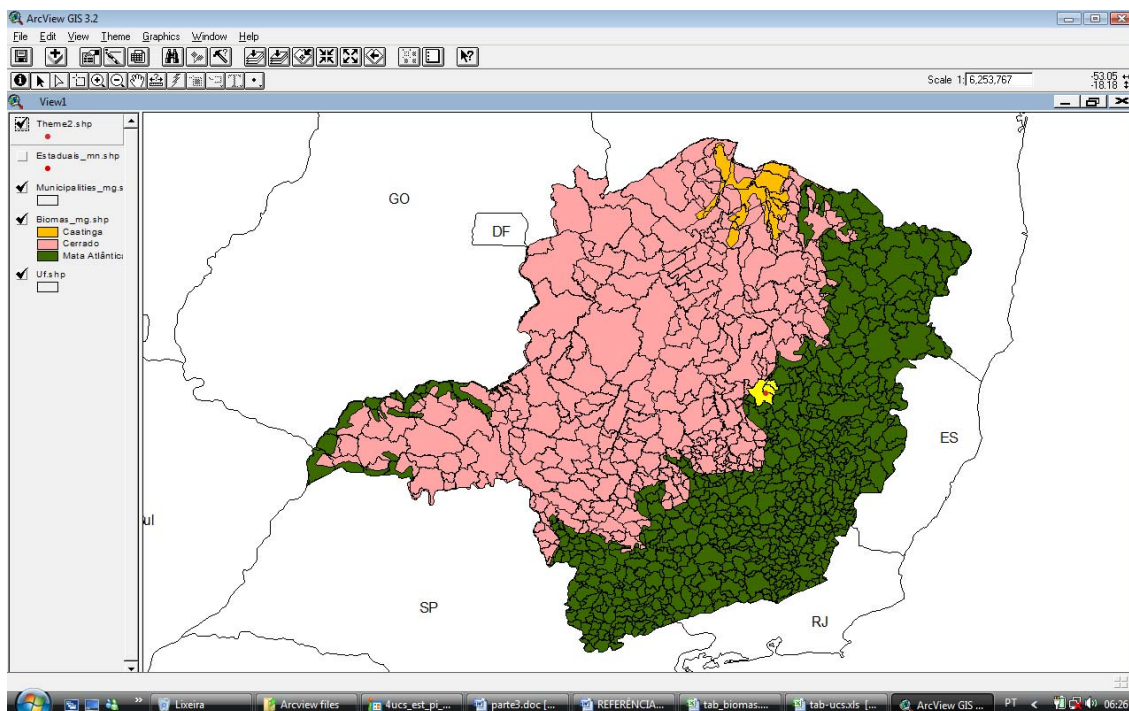 ArcView GIS 3.2
File Edit View Theme Graphics Window Help
Scale 1: 6,253,767
-53.05
-18.18
View1
Theme2.shp
Estaduais_mn.shp
Municipalities_mg.s
Biomas_mg.shp
Caatinga
Cerrado
Mata Atlântic
Uf.shp
GO
DF
ES
ul
SP
RJ
Lixeira
Arcview files
4ucs_est_pi_...
parte3.doc [...
REFERÊNCIA...
tab_biomas....
tab-ucs.xls [...
ArcView GIS ...
PT
06:26